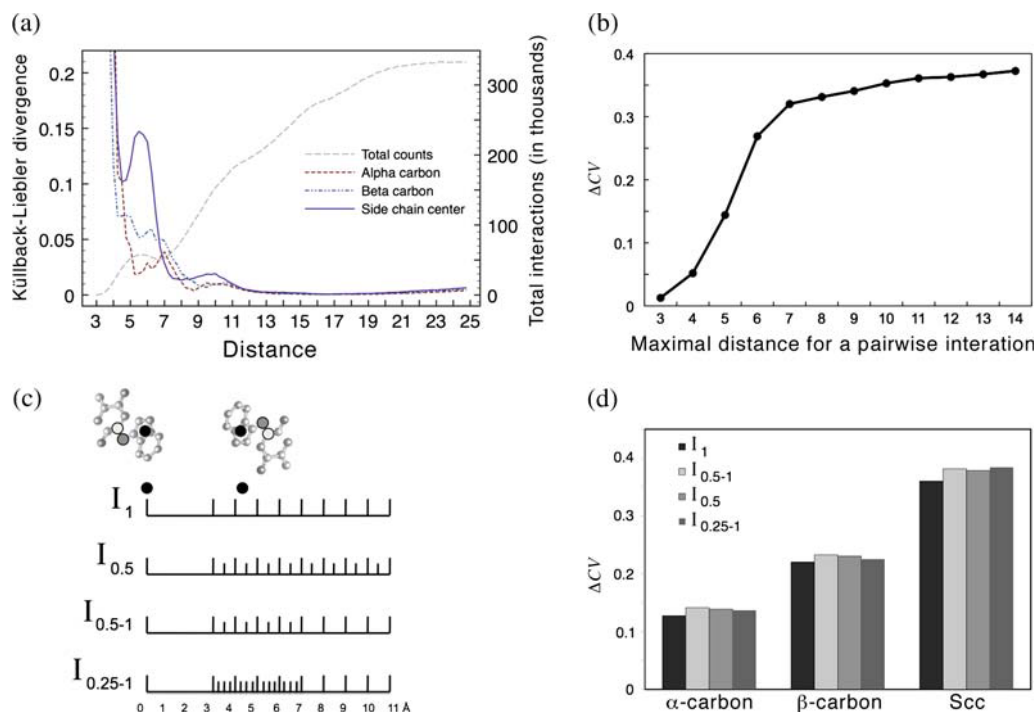 (a)
Küllback-Liebler divergence
0.2
0.15
0.1
0.05
0
Total counts
Alpha carbon
Beta carbon
Side chain center
300
200
100
0
Total interactions (in thousands)
3 5 7 9 11 13 15 17 19 21 23 25
Distance
(b)
ΔCV
0.4
0.3
0.2
0.1
0
3 4 5 6 7 8 9 10 11 12 13 14
Maximal distance for a pairwise interation
(c)
I1
I0.5
I0.5-1
I0.25-1
0 1 2 3 4 5 6 7 8 9 10 11 Å
(d)
ΔCV
0.4
0.3
0.2
0.1
0
I1
I0.5-1
I0.5
I0.25-1
α-carbon β-carbon Scc